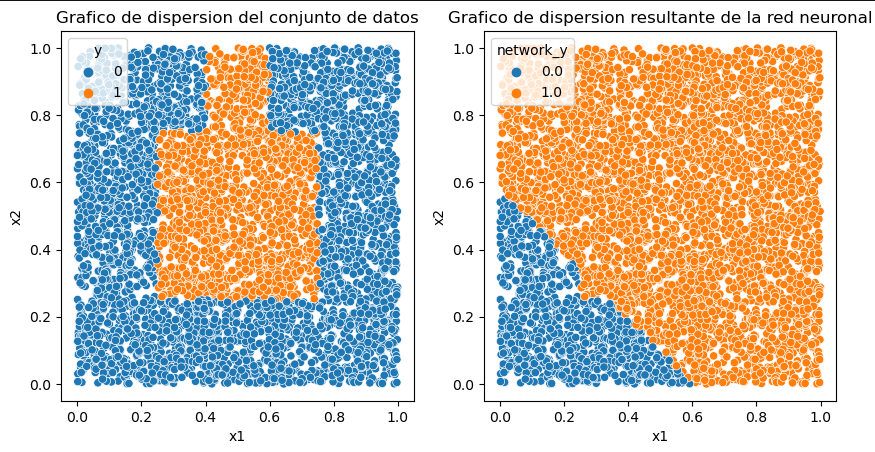 Grafico de dispersion del conjunto de datos
y
0
1
1.0
0.8
0.6
0.4
0.2
0.0
x2
0.0 0.2 0.4 0.6 0.8 1.0
x1
Grafico de dispersion resultante de la red neuronal
network_y
0.0
1.0
1.0
0.8
0.6
0.4
0.2
0.0
x2
0.0 0.2 0.4 0.6 0.8 1.0
x1